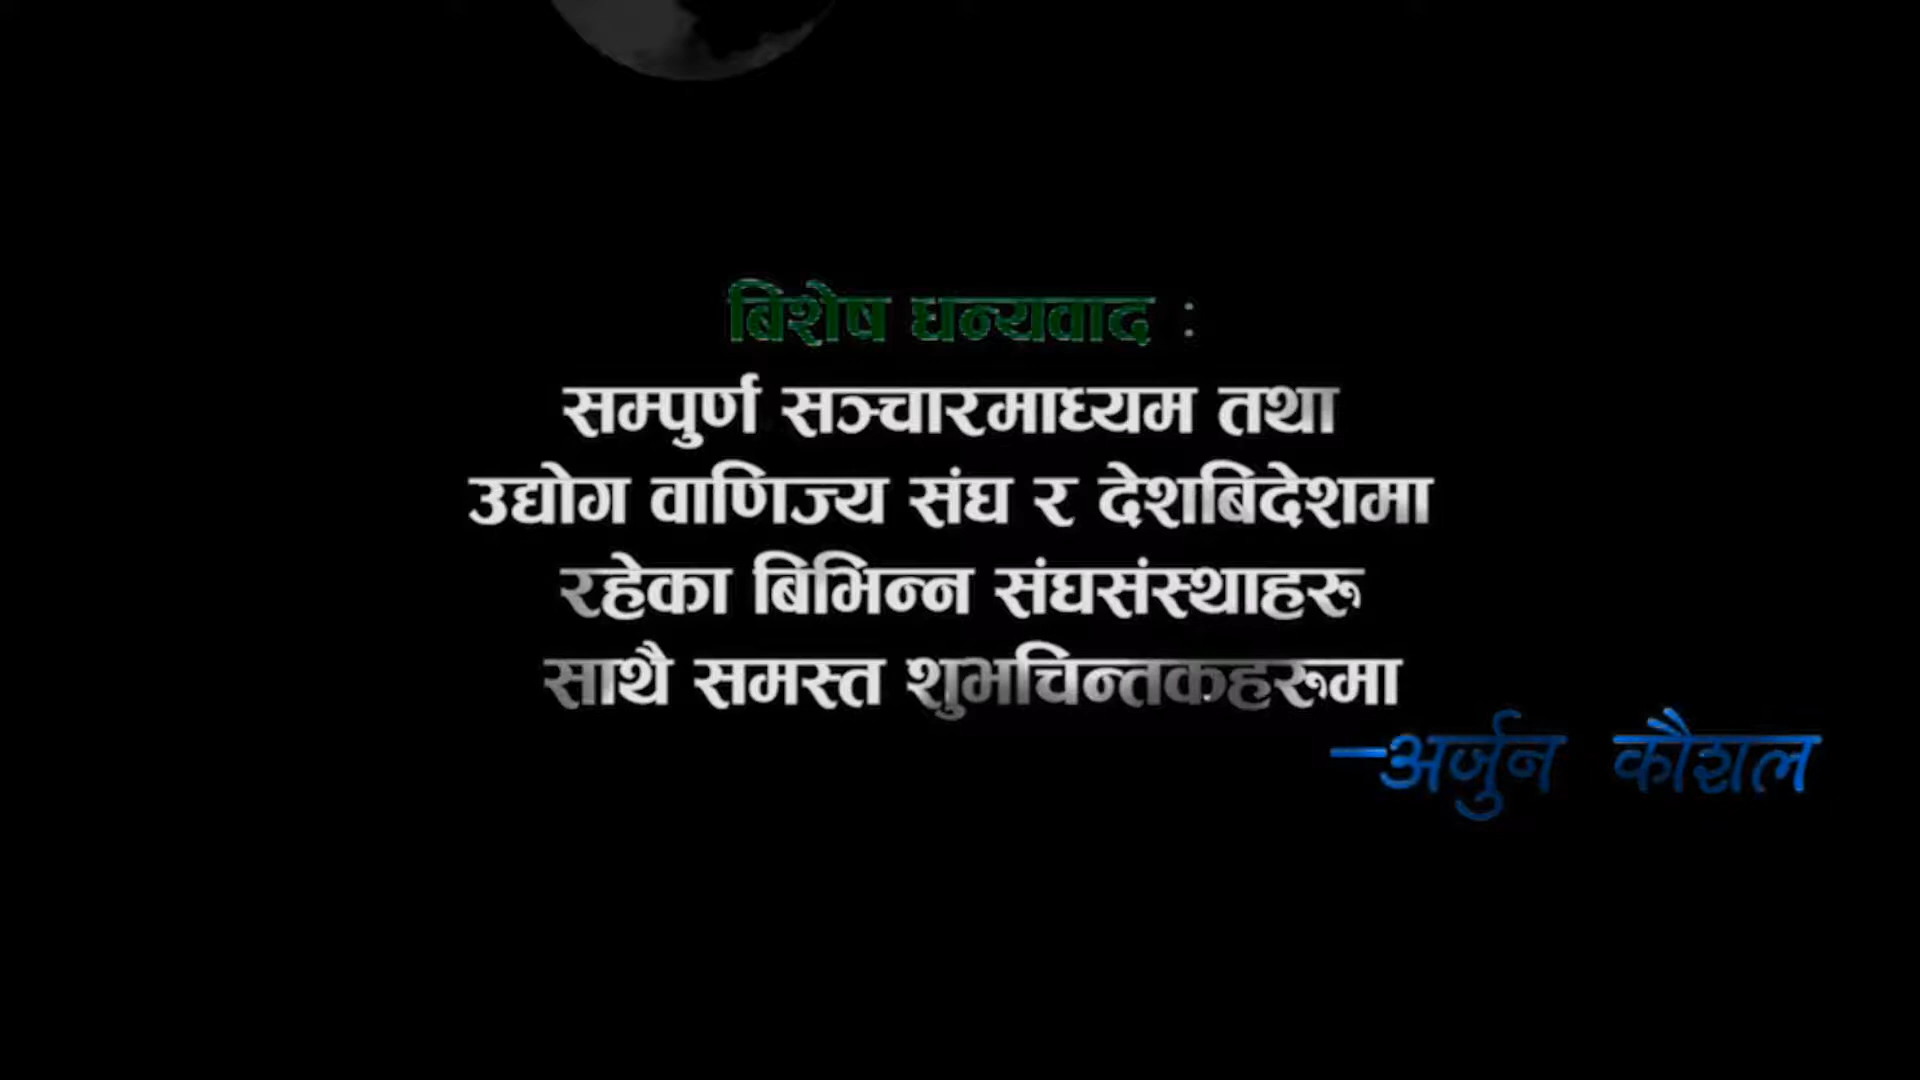 बिशेष धन्यवाद :
सम्पुर्ण सञ्चारमाध्यम तथा
उद्योग वाणिज्य संघ र देशबिदेशमा
रहेका बिभिन्न संघसंस्थाहरु
साथै समस्त शुभचिन्तकहरुमा
–अर्जुन कौशल